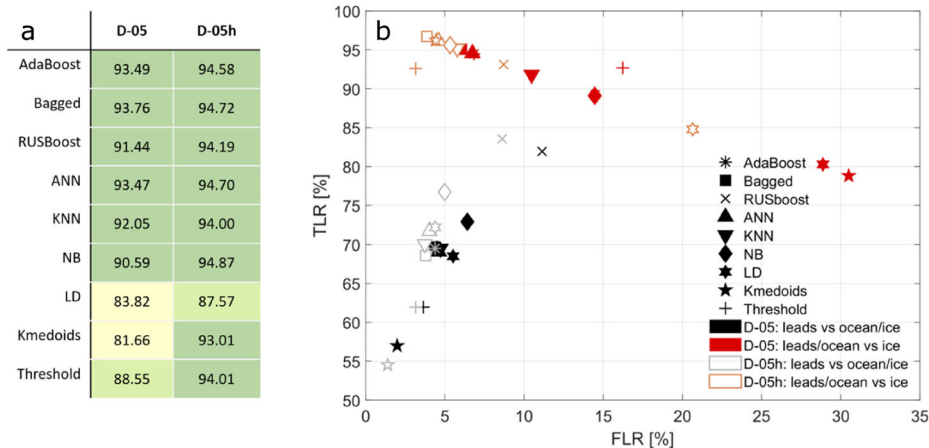 a
D-05 D-05h
AdaBoost 93.49 94.58
Bagged 93.76 94.72
RUSBoost 91.44 94.19
ANN 93.47 94.70
KNN 92.05 94.00
NB 90.59 94.87
LD 83.82 87.57
Kmedoids 81.66 93.01
Threshold 88.55 94.01
b
TLR [%]
100
95
90
85
80
75
70
65
60
55
50
0 5 10 15 20 25 30 35
FLR [%]
AdaBoost
Bagged
RUSboost
ANN
KNN
NB
LD
Kmedoids
Threshold
D-05: leads vs ocean/ice
D-05: leads/ocean vs ice
D-05h: leads vs ocean/ice
D-05h: leads/ocean vs ice